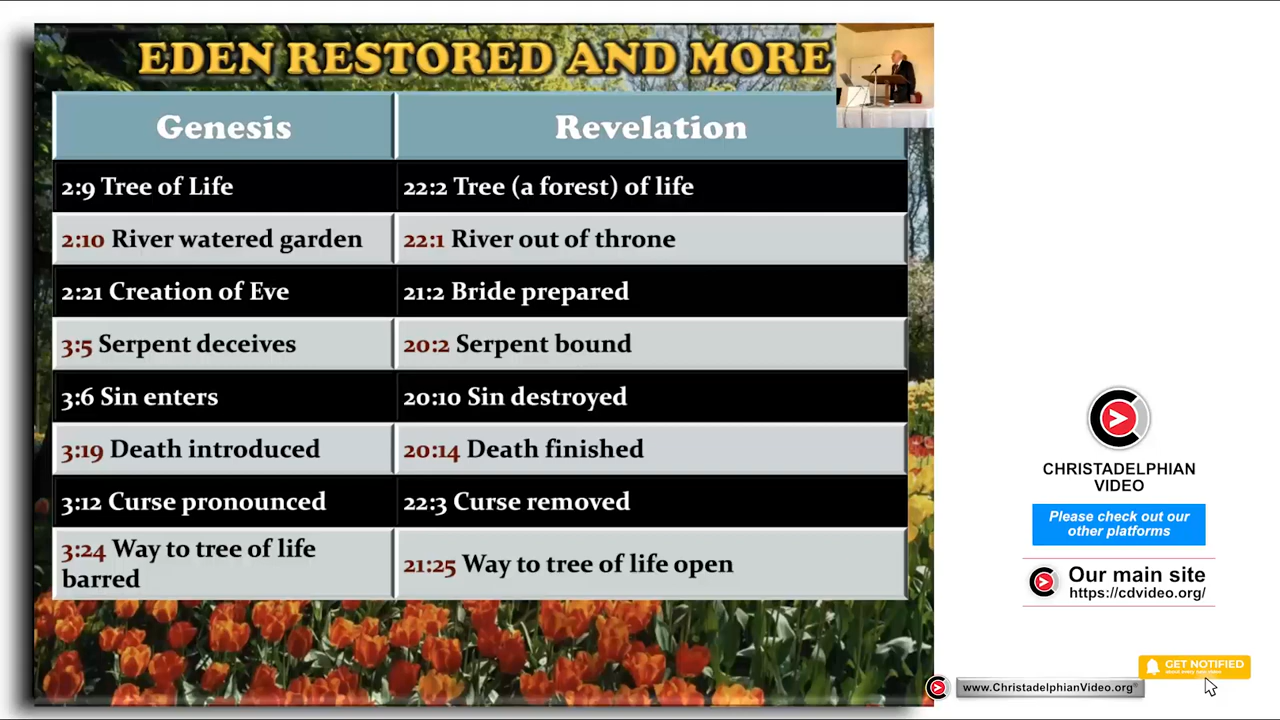 EDEN RESTORED AND MORE
Genesis
Revelation
2:9 Tree of Life
22:2 Tree (a forest) of life
2:10 River watered garden
22:1 River out of throne
2:21 Creation of Eve
21:2 Bride prepared
3:5 Serpent deceives
20:2 Serpent bound
3:6 Sin enters
20:10 Sin destroyed
3:19 Death introduced
20:14 Death finished
3:12 Curse pronounced
22:3 Curse removed
3:24 Way to tree of life
barred
21:25 Way to tree of life open
CHRISTADELPHIAN
VIDEO
Please check out our
other platforms
Our main site
https://cdvideo.org/
GET NOTIFIED
about every new video
www.ChristadelphianVideo.org®